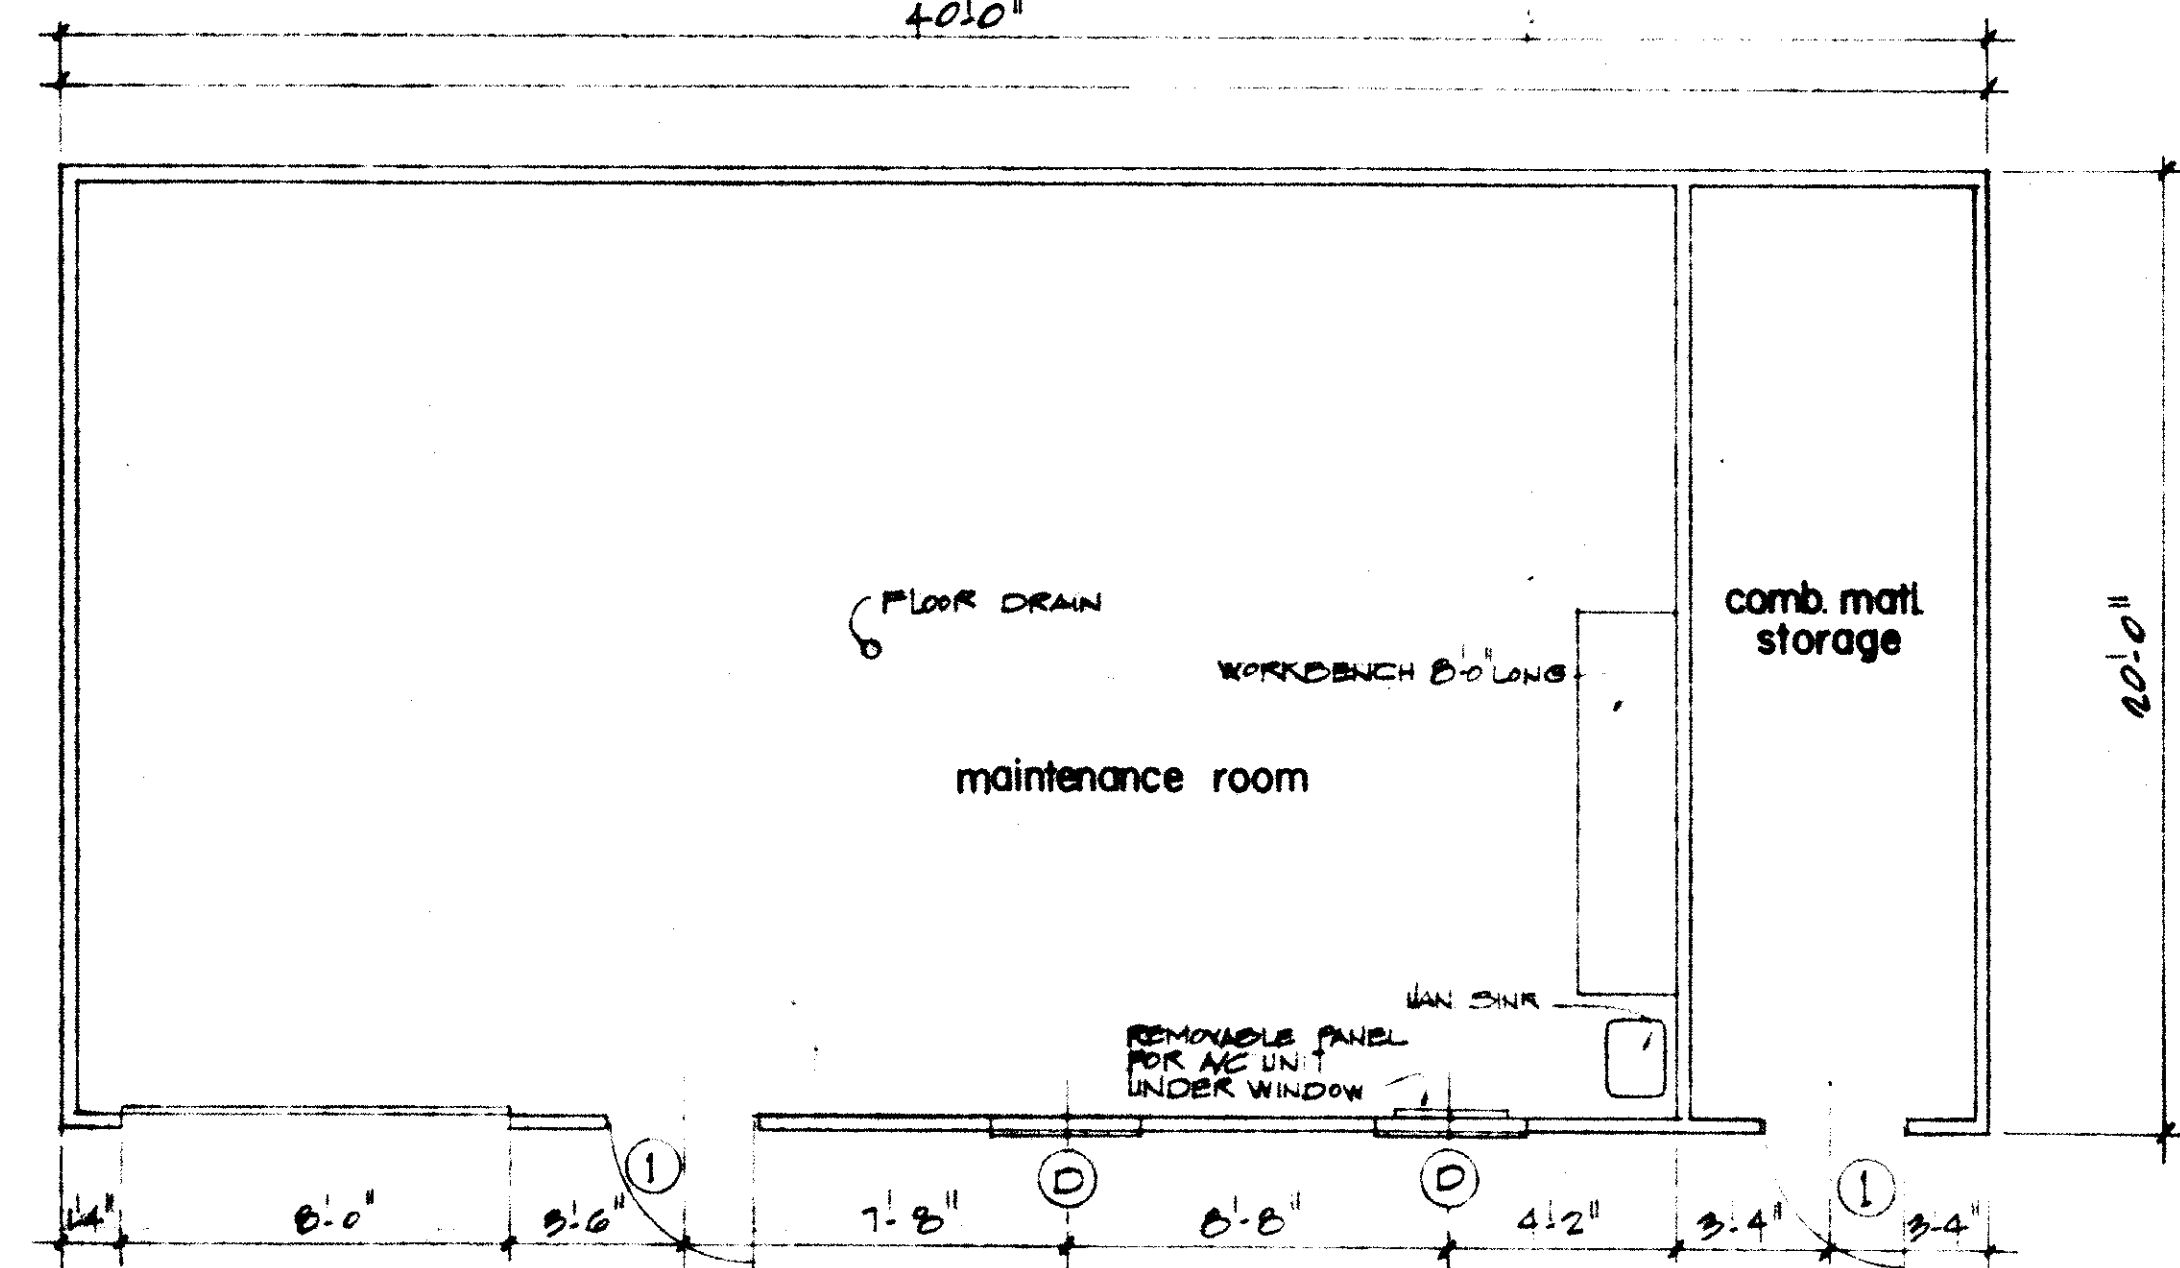 40'-0"
FLOOR DRAIN
comb. matl.
storage
WORKBENCH 8'-0" LONG
20'-0"
maintenance room
SINK
REMOVABLE PANEL
FOR A/C UNIT
UNDER WINDOW
1 D D 1
1'-4" 8'-0" 3'-6" 7'-8" 8'-8" 4'-2" 3'-4" 3'-4"